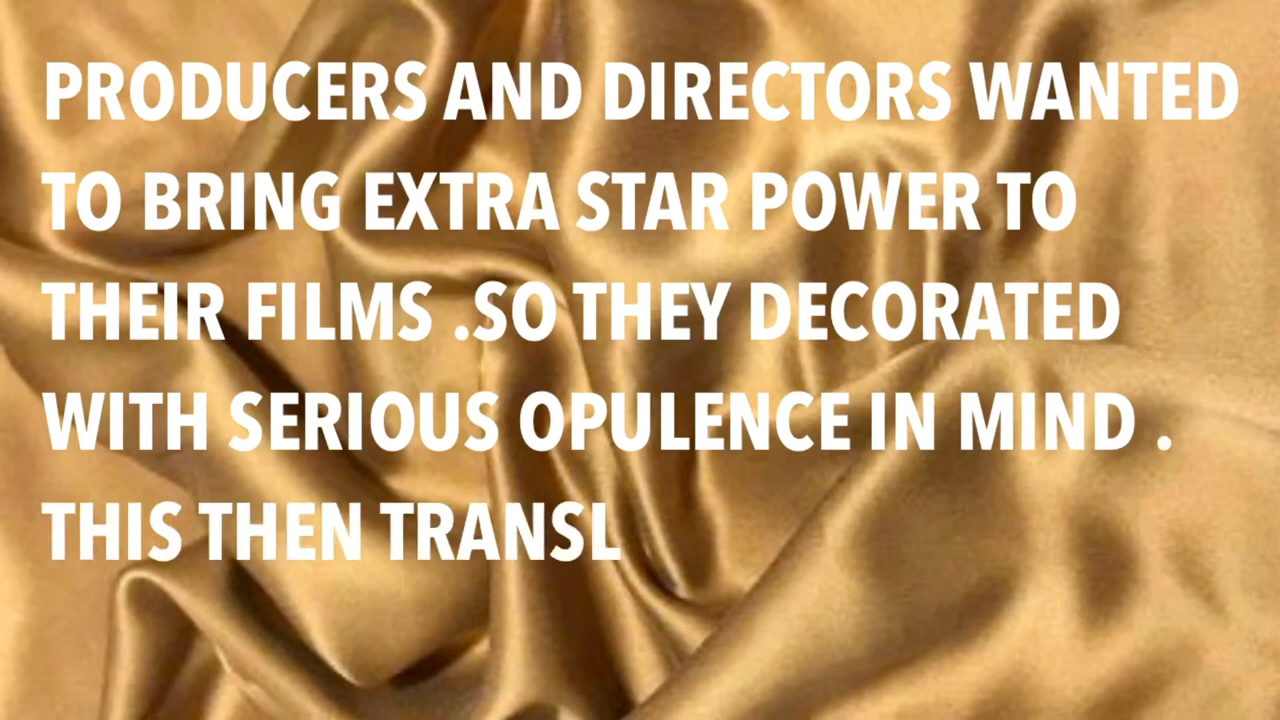 PRODUCERS AND DIRECTORS WANTED
TO BRING EXTRA STAR POWER TO
THEIR FILMS .SO THEY DECORATED
WITH SERIOUS OPULENCE IN MIND .
THIS THEN TRANSL